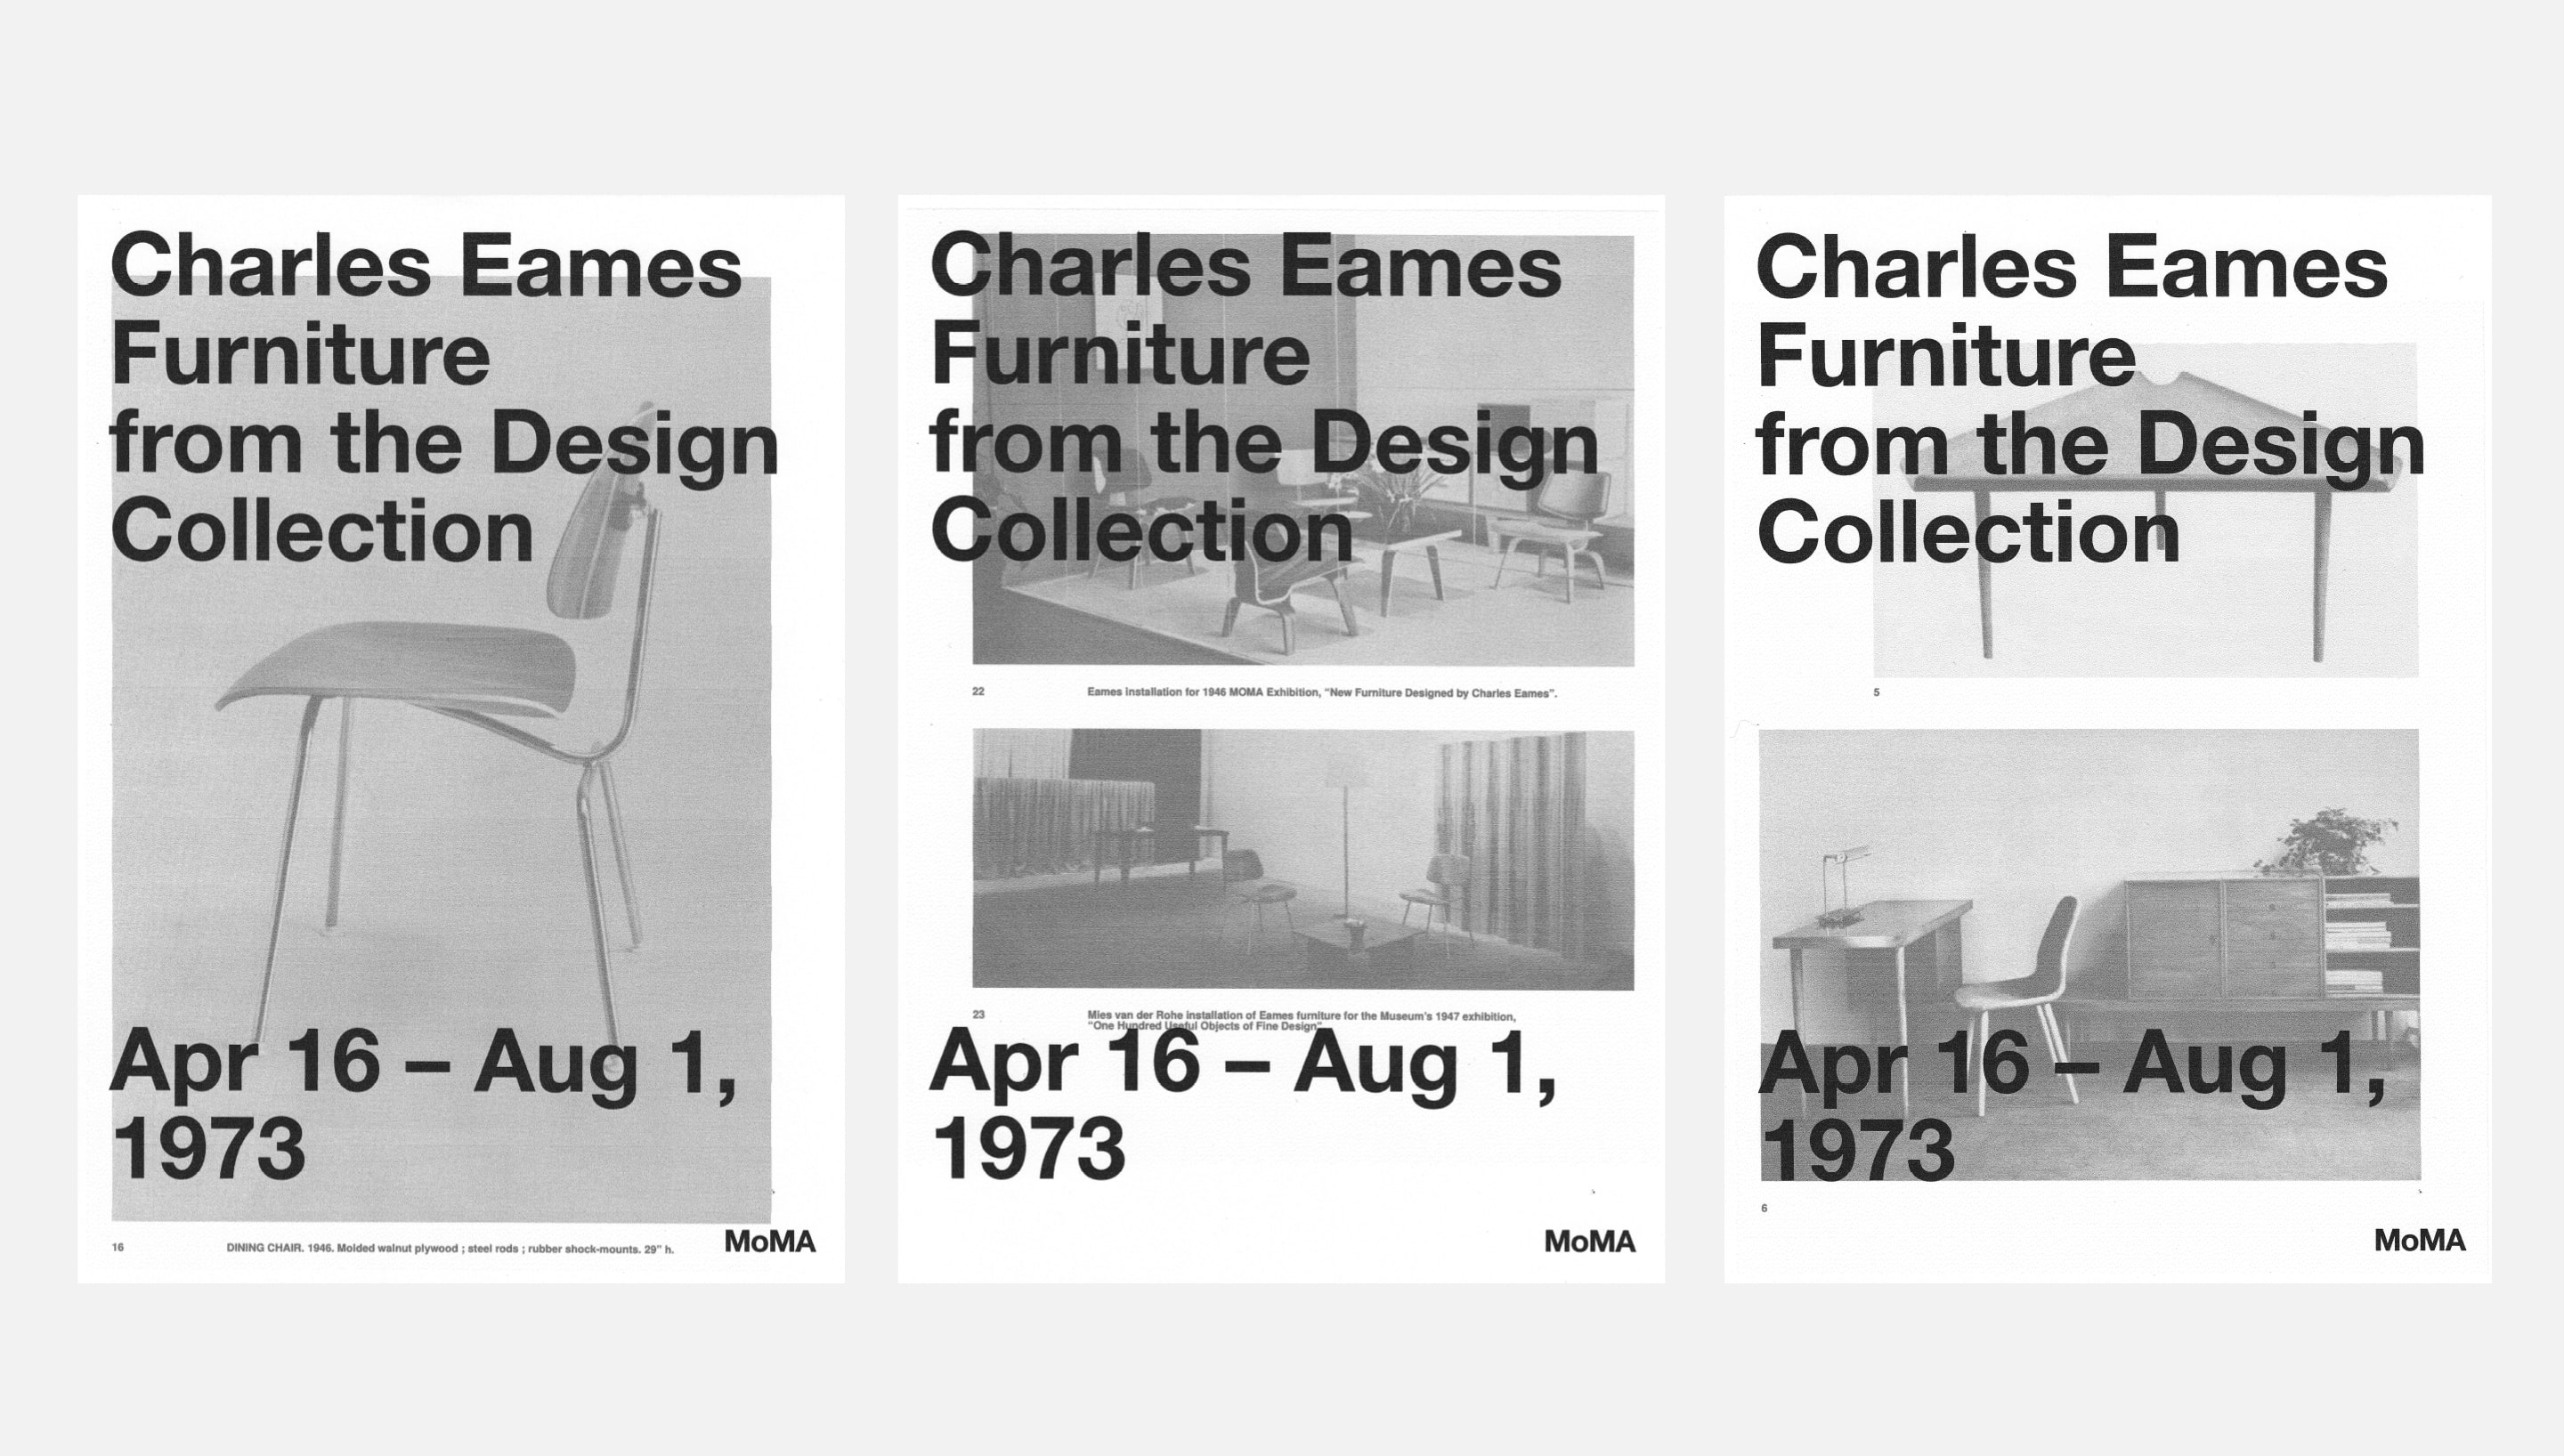 Charles Eames
Furniture
from the Design
Collection
Apr 16 – Aug 1,
1973
16 DINING CHAIR. 1946. Molded walnut plywood ; steel rods ; rubber shock-mounts. 29" h.
MoMA
Charles Eames
Furniture
from the Design
Collection
22 Eames installation for 1946 MOMA Exhibition, “New Furniture Designed by Charles Eames”.
23 Mies van der Rohe installation of Eames furniture for the Museum’s 1947 exhibition,
“One Hundred Useful Objects of Fine Design”
Apr 16 – Aug 1,
1973
MoMA
Charles Eames
Furniture
from the Design
Collection
5
Apr 16 – Aug 1,
1973
6
MoMA